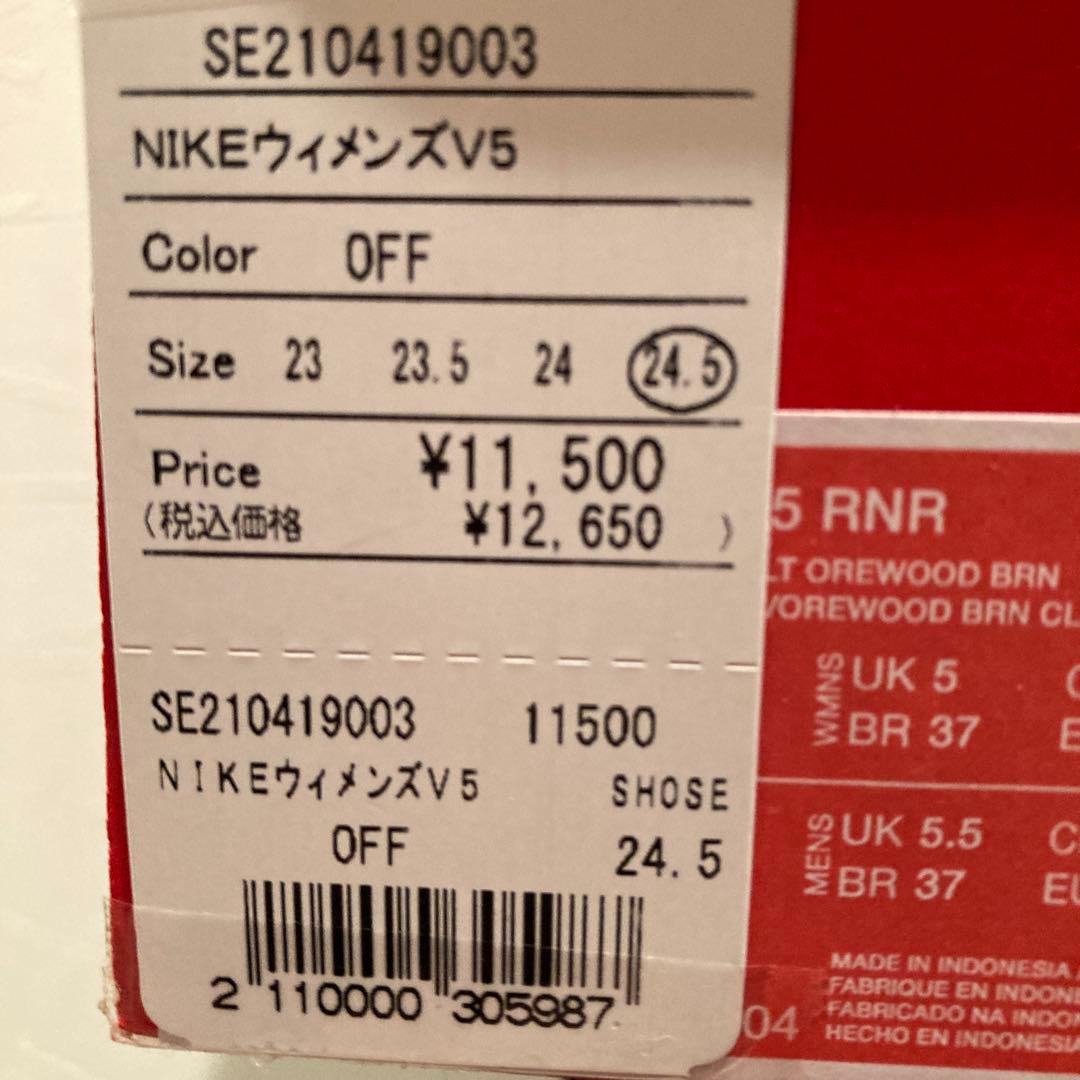 SE210419003
NIKEウィメンズV5
Color OFF
Size 23 23.5 24 24.5
Price ¥11,500
(税込価格 ¥12,650 )
SE210419003 11500
NIKEウィメンズV5 SHOSE
OFF 24.5
2 110000 305987
5 RNR
LT OREWOOD BRN
/OREWOOD BRN CL
WMNS
UK 5
BR 37
MENS
UK 5.5
BR 37
EU
MADE IN INDONESIA
FABRIQUE EN INDON
FABRICADO NA INDON
HECHO EN INDONESIA
04